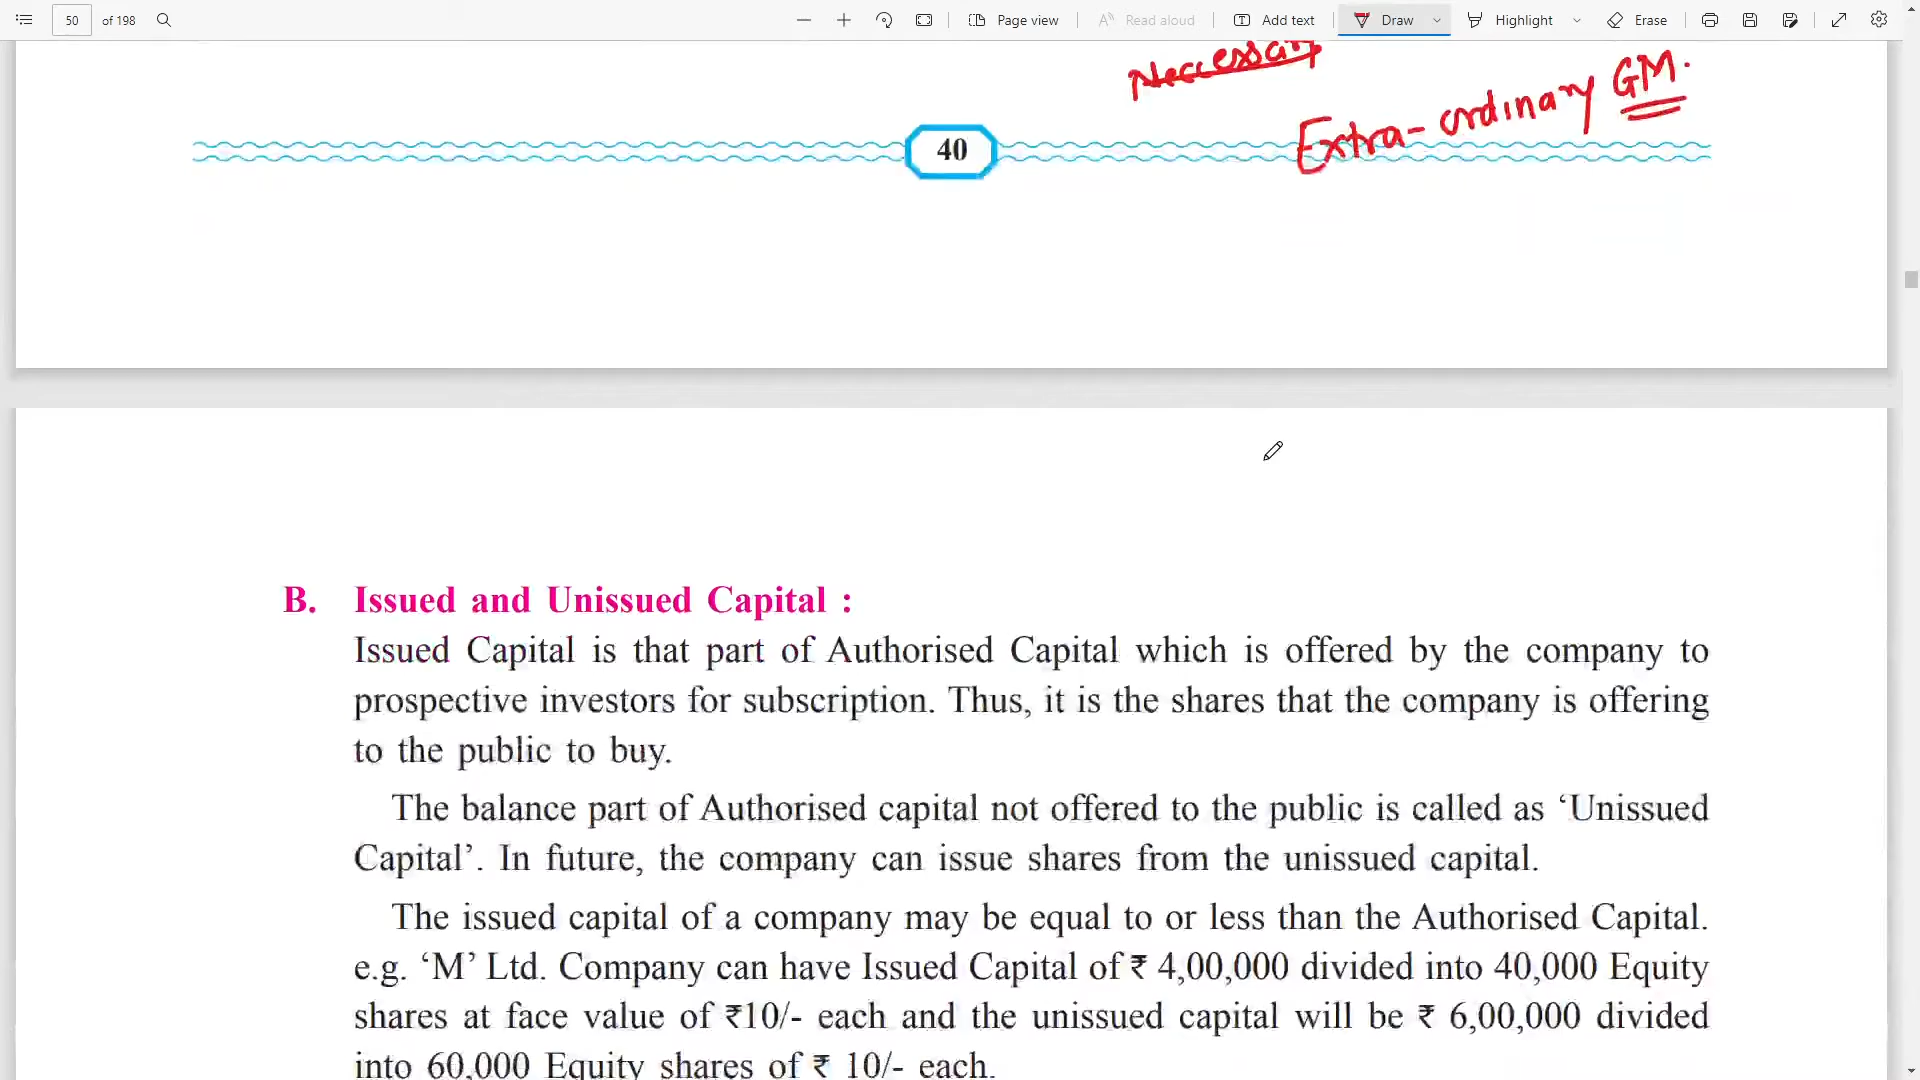 50 of 198 Page view Read aloud Add text Draw Highlight Erase
Neccessary
Extra-ordinary GM.
40
B. Issued and Unissued Capital :
Issued Capital is that part of Authorised Capital which is offered by the company to
prospective investors for subscription. Thus, it is the shares that the company is offering
to the public to buy.
The balance part of Authorised capital not offered to the public is called as ‘Unissued
Capital’. In future, the company can issue shares from the unissued capital.
The issued capital of a company may be equal to or less than the Authorised Capital.
e.g. ‘M’ Ltd. Company can have Issued Capital of ₹ 4,00,000 divided into 40,000 Equity
shares at face value of ₹10/- each and the unissued capital will be ₹ 6,00,000 divided
into 60,000 Equity shares of ₹ 10/- each.